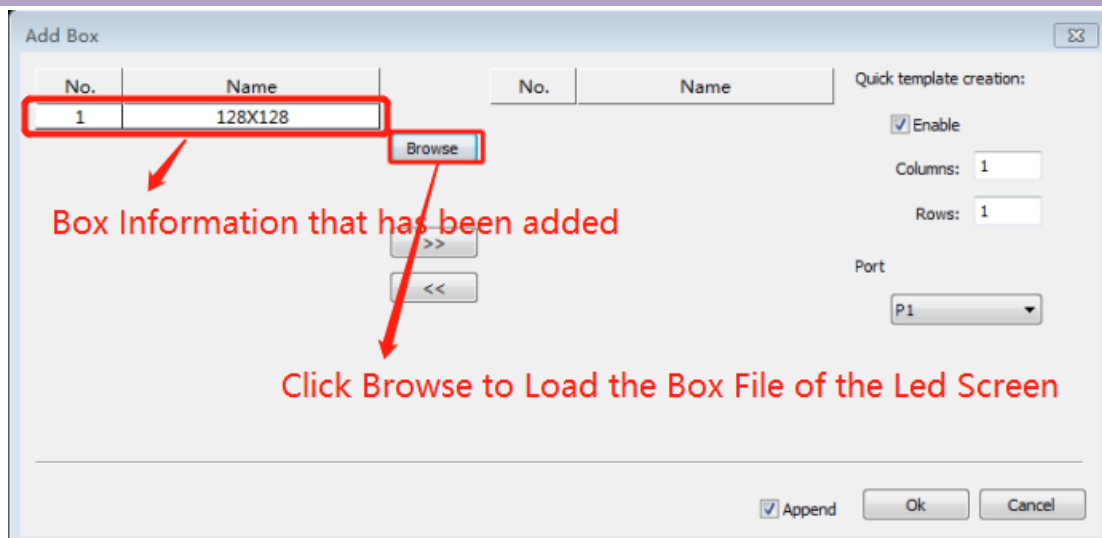 Add Box
No. Name
No. Name
Quick template creation:
1 128X128
Enable
Browse
Columns: 1
Box Information that has been added
Rows: 1
>>
Port
<<
P1
Click Browse to Load the Box File of the Led Screen
Append
Ok
Cancel